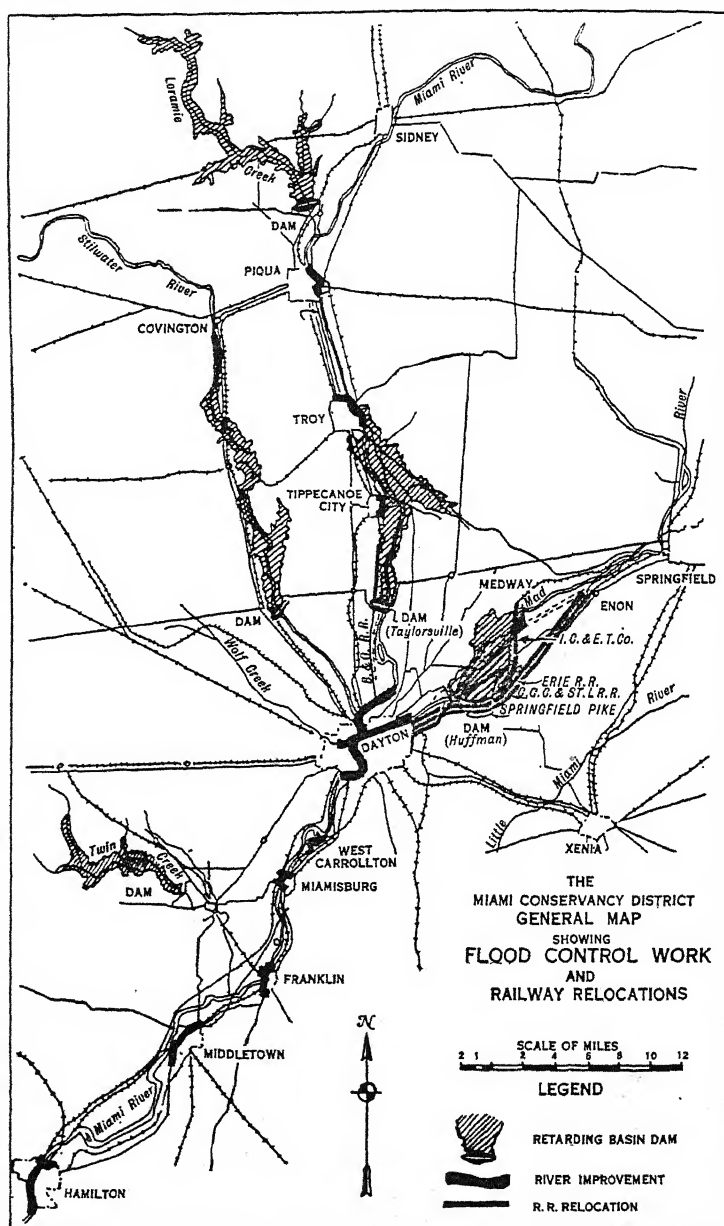 Loramie
Creek
Miami River
SIDNEY
DAM
Stilwater
River
PIQUA
COVINGTON
TROY
TIPPECANOE
CITY
River
SPRINGFIELD
MEDWAY
Mad
ENON
DAM
DAM
(Taylorsville)
B. & O. R.R.
I. C. & E. T. Co.
Wolf Creek
ERIE R.R.
C.C.C. & ST. L R.R.
SPRINGFIELD PIKE
River
DAYTON
DAM
(Huffman)
Miami
Little
XENIA
Twin
Creek
DAM
WEST
CARROLLTON
MIAMISBURG
FRANKLIN
MIDDLETOWN
Miami River
HAMILTON
THE
MIAMI CONSERVANCY DISTRICT
GENERAL MAP
SHOWING
FLOOD CONTROL WORK
AND
RAILWAY RELOCATIONS
N
SCALE OF MILES
2 1 2 4 6 8 10 12
LEGEND
RETARDING BASIN DAM
RIVER IMPROVEMENT
R.R. RELOCATION